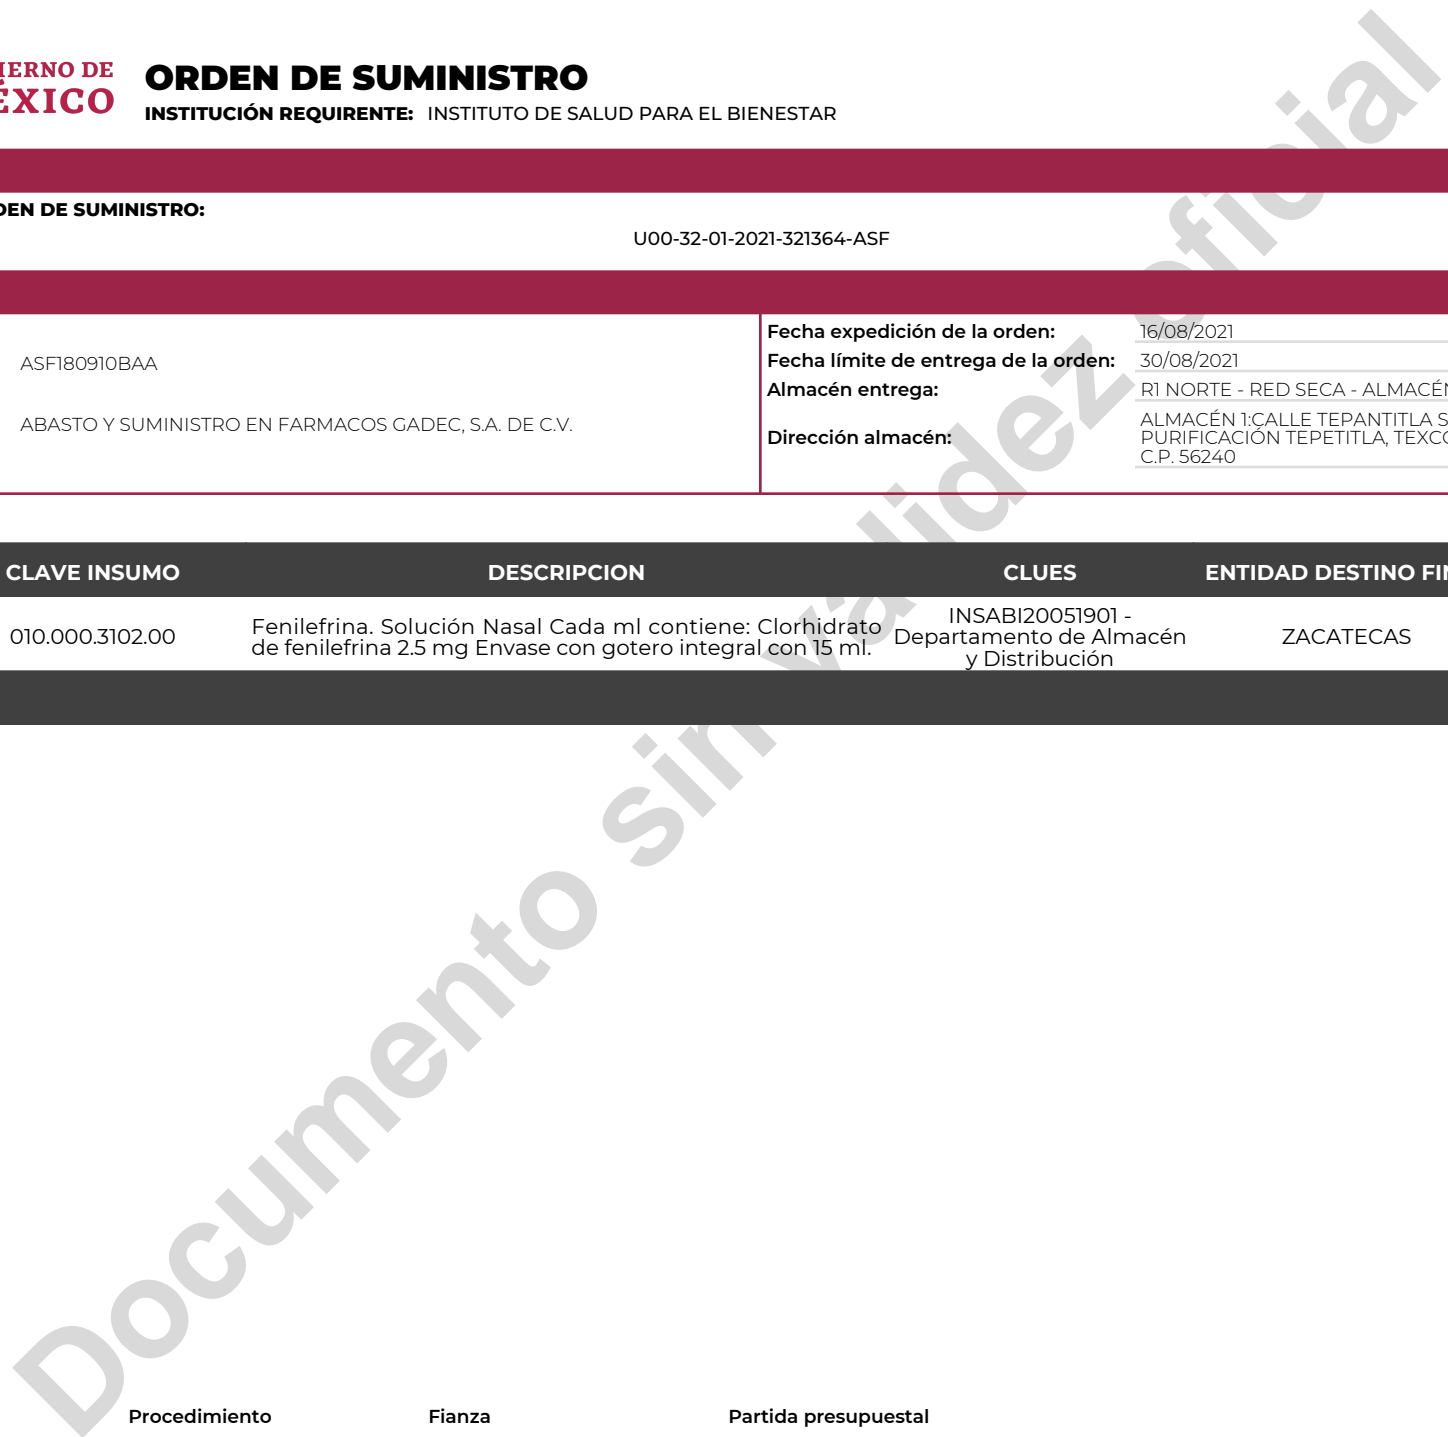 IERNO DE
ÉXICO
ORDEN DE SUMINISTRO
INSTITUCIÓN REQUIRENTE: INSTITUTO DE SALUD PARA EL BIENESTAR
DEN DE SUMINISTRO:
U00-32-01-2021-321364-ASF
ASF180910BAA
ABASTO Y SUMINISTRO EN FARMACOS GADEC, S.A. DE C.V.
Fecha expedición de la orden: 16/08/2021
Fecha límite de entrega de la orden: 30/08/2021
Almacén entrega: R1 NORTE - RED SECA - ALMACÉN
Dirección almacén: ALMACÉN 1:CALLE TEPANTITLA S
PURIFICACIÓN TEPETITLA, TEXCO
C.P. 56240
CLAVE INSUMO DESCRIPCION CLUES ENTIDAD DESTINO FIN
010.000.3102.00
Fenilefrina. Solución Nasal Cada ml contiene: Clorhidrato
de fenilefrina 2.5 mg Envase con gotero integral con 15 ml.
INSABI20051901 -
Departamento de Almacén
y Distribución
ZACATECAS
Documento sin validez oficial
Procedimiento Fianza Partida presupuestal